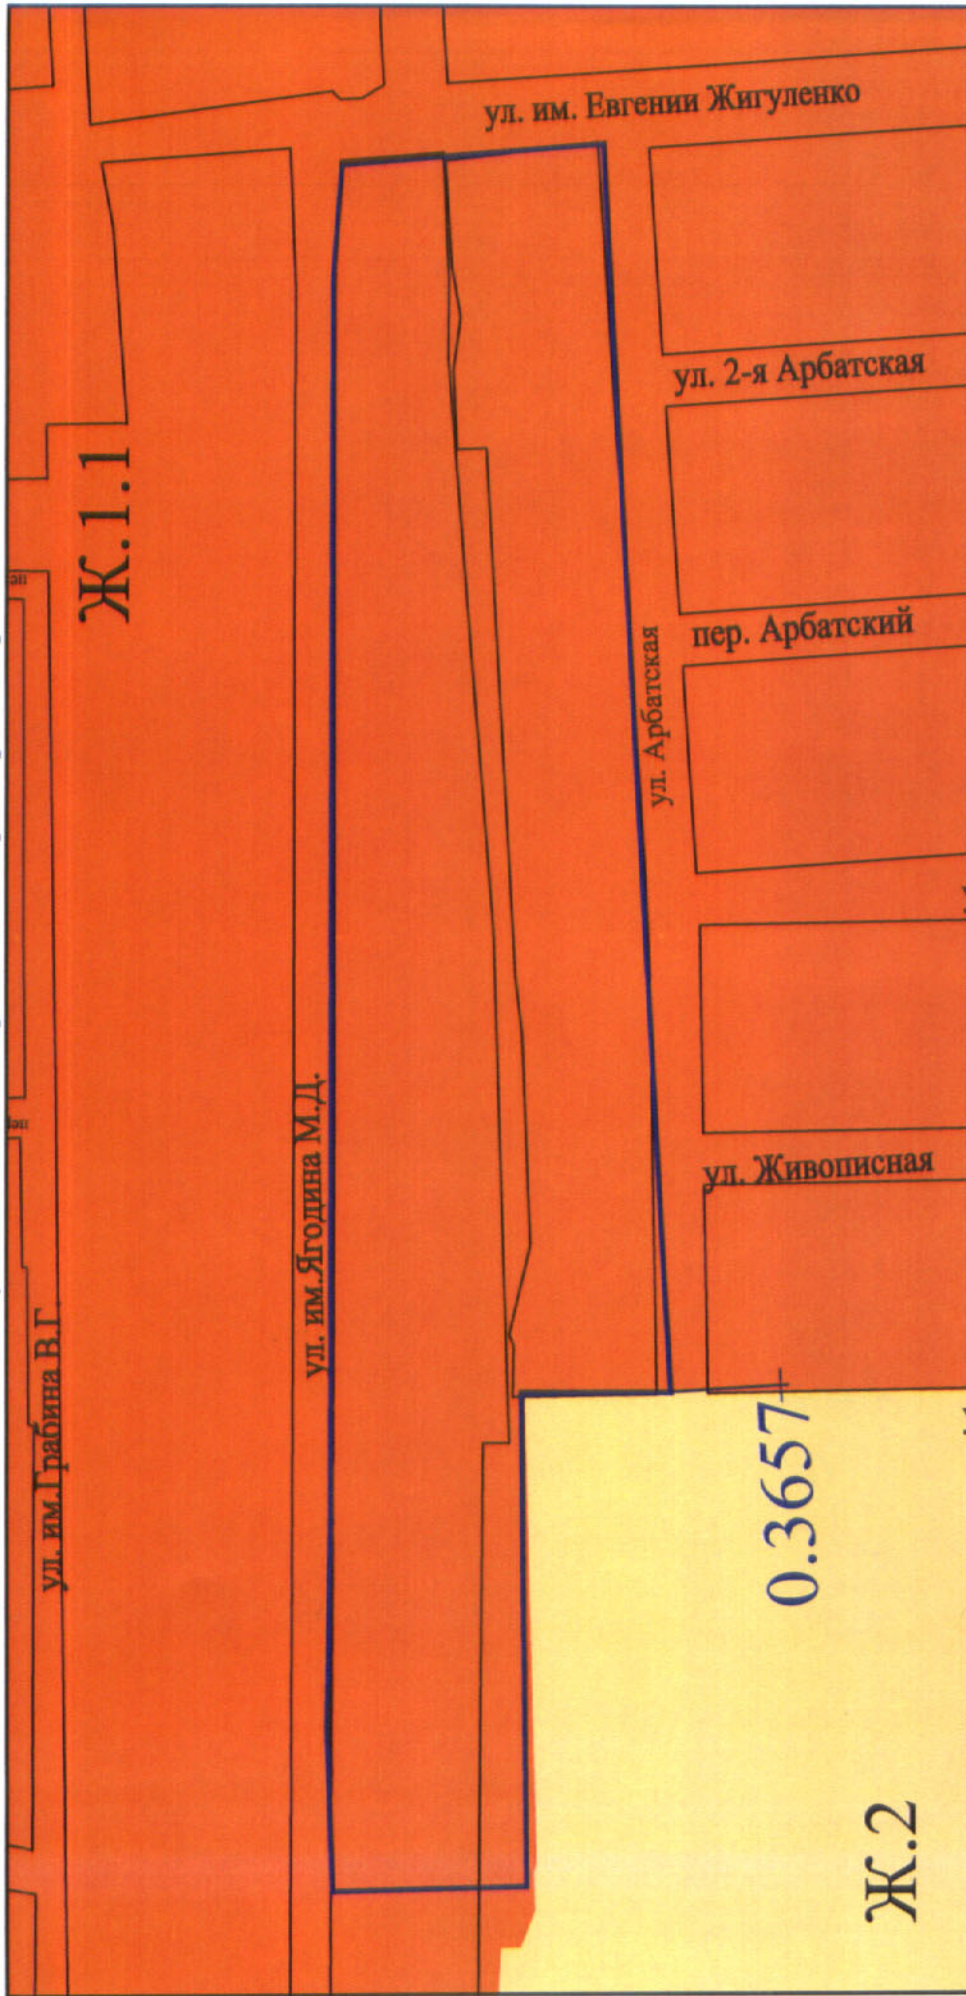 ул. им. Евгении Жигуленко
ул. 2-я Арбатская
Ж.1.1
пер. Арбатский
ул. Арбатская
ул. им.Ягодина М.Д.
ул. Живописная
ул. им.Грабина В.Г.
0.3657
Ж.2